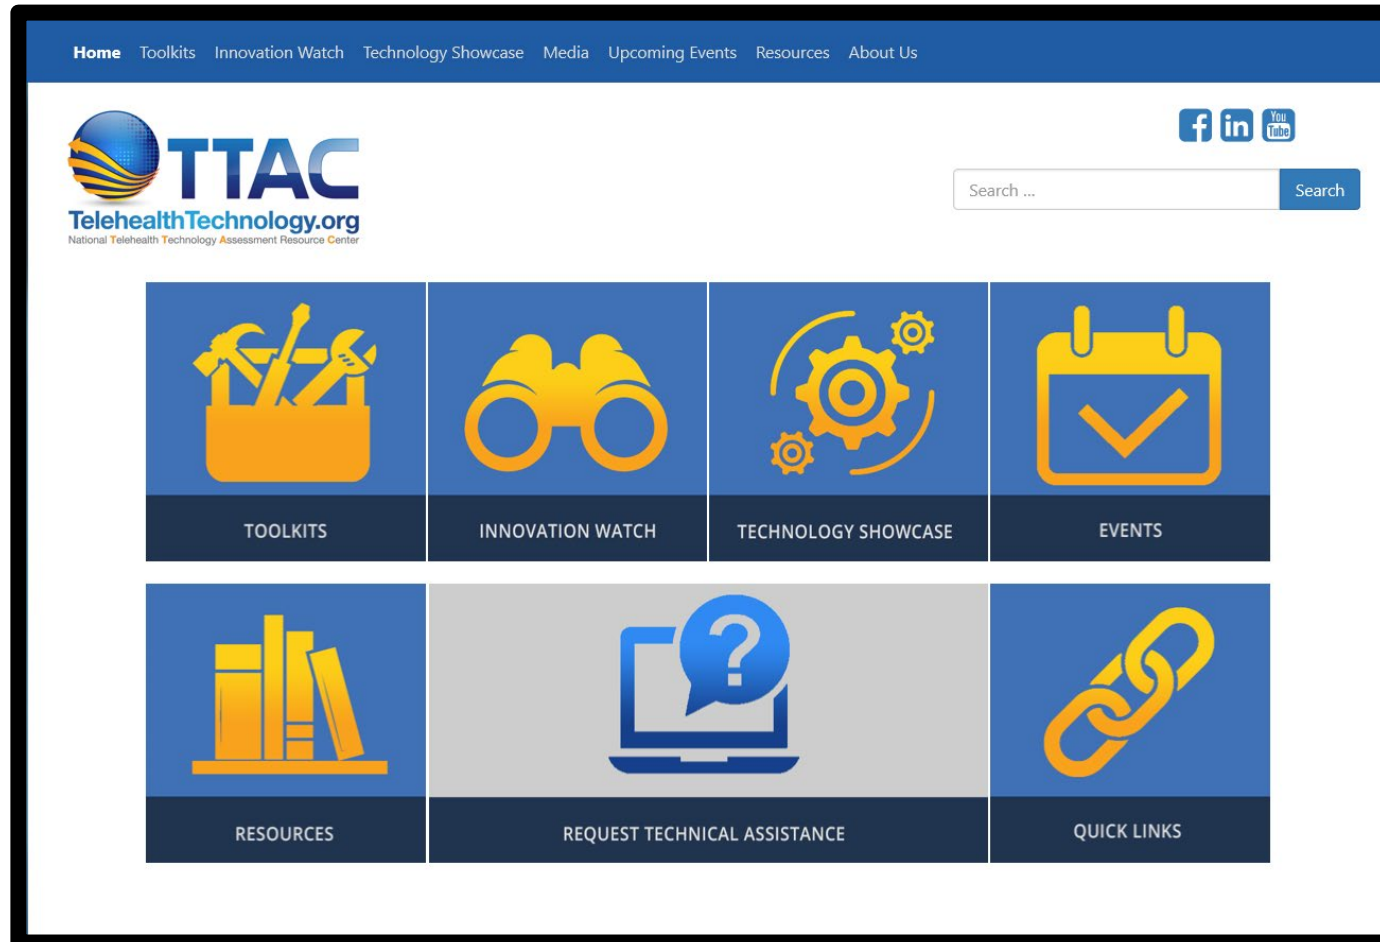 Home Toolkits Innovation Watch Technology Showcase Media Upcoming Events Resources About Us
TTAC
TelehealthTechnology.org
National Telehealth Technology Assessment Resource Center
f in You Tube
Search ... Search
TOOLKITS INNOVATION WATCH TECHNOLOGY SHOWCASE EVENTS
?
RESOURCES REQUEST TECHNICAL ASSISTANCE QUICK LINKS